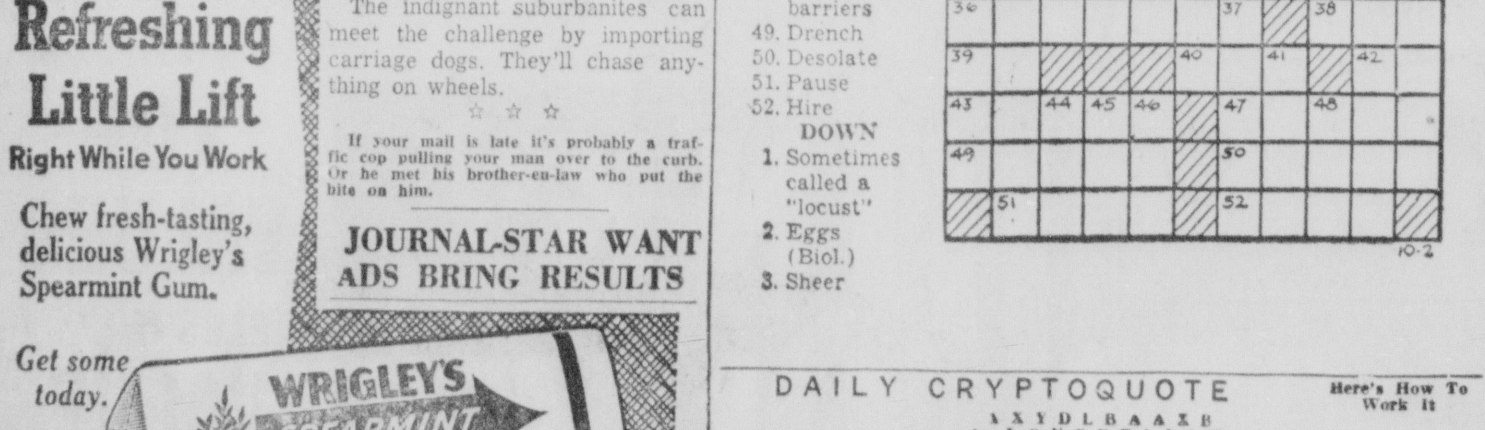 Refreshing
Little Lift
Right While You Work
Chew fresh-tasting,
delicious Wrigley's
Spearmint Gum.
Get some
today.
WRIGLEY'S
SPEARMINT
The indignant suburbanites can
meet the challenge by importing
carriage dogs. They'll chase any-
thing on wheels.
☆ ☆ ☆
If your mail is late it's probably a traf-
fic cop pulling your man over to the curb.
Or he met his brother-eu-law who put the
bite on him.
JOURNAL-STAR WANT
ADS BRING RESULTS
barriers
49. Drench
50. Desolate
51. Pause
52. Hire
DOWN
1. Sometimes
called a
"locust"
2. Eggs
(Biol.)
3. Sheer
36 37 38
39 40 41 42
43 44 45 46 47 48
49 50
51 52
10-2
DAILY CRYPTOQUOTE
Here's How To
Work It
A X Y D L B A A X R